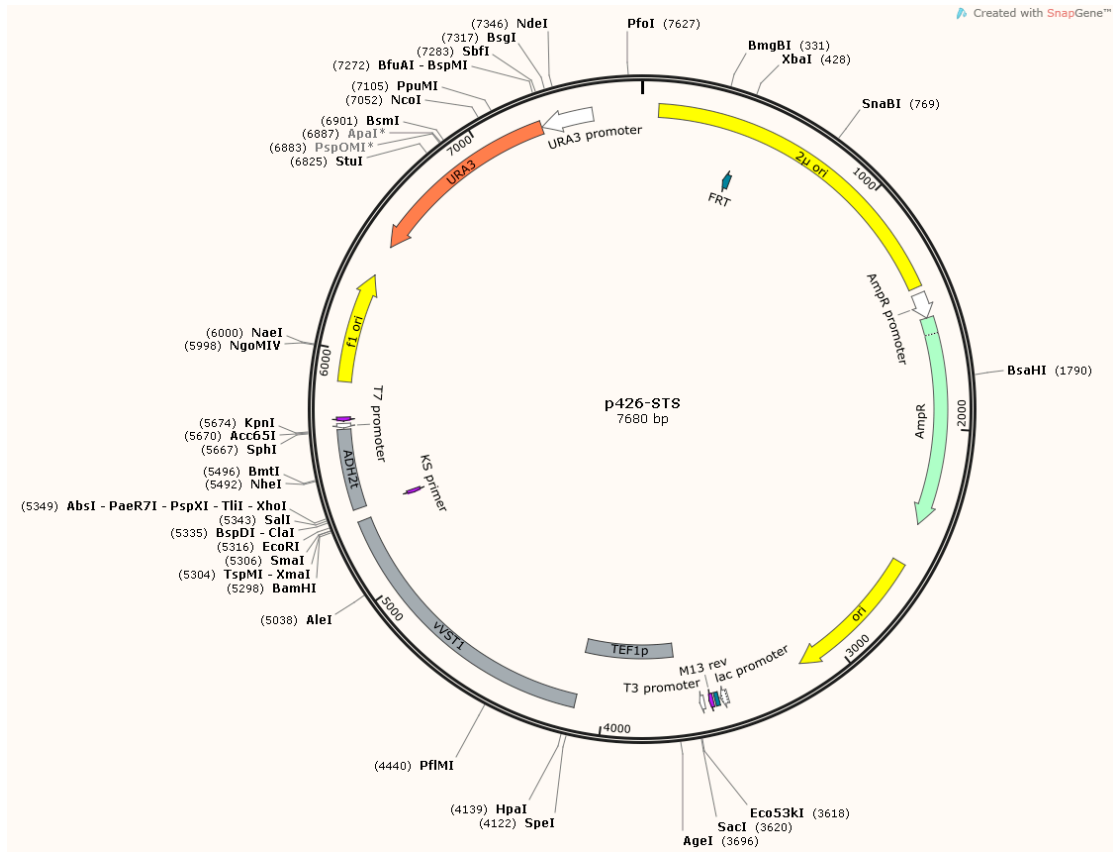 Created with SnapGene™
(7346) NdeI
(7317) BsgI
(7283) SbfI
(7272) BfuAI - BspMI
(7105) PpuMI
(7052) NcoI
(6901) BsmI
(6887) ApaI*
(6883) PspOMI*
(6825) StuI
PfoI (7627)
BmgBI (331)
XbaI (428)
SnaBI (769)
BsaHI (1790)
Eco53kI (3618)
SacI (3620)
AgeI (3696)
(4122) SpeI
(4139) HpaI
(4440) PflMI
(5038) AleI
(5298) BamHI
(5304) TspMI - XmaI
(5306) SmaI
(5316) EcoRI
(5335) BspDI - ClaI
(5343) SalI
(5349) AbsI - PaeR7I - PspXI - TliI - XhoI
(5492) NheI
(5496) BmtI
(5667) SphI
(5670) Acc65I
(5674) KpnI
(5998) NgoMIV
(6000) NaeI
1000
2000
3000
4000
5000
6000
7000
URA3 promoter
URA3
2μ ori
FRT
AmpR promoter
AmpR
ori
lac promoter
M13 rev
T3 promoter
TEF1p
vVST1
KS primer
ADH2t
T7 promoter
f1 ori
p426-STS
7680 bp